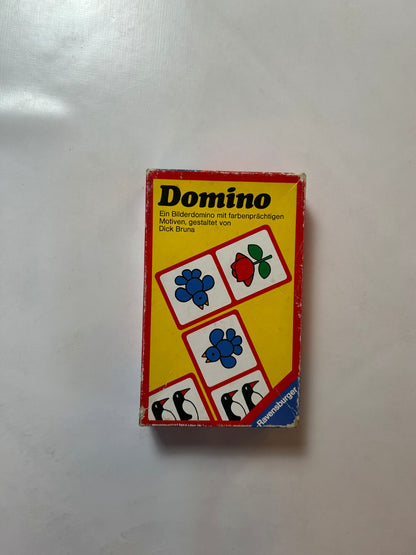 Domino
Ein Bilderdomino mit farbenprächtigen
Motiven, gestaltet von
Dick Bruna
Ravensburger